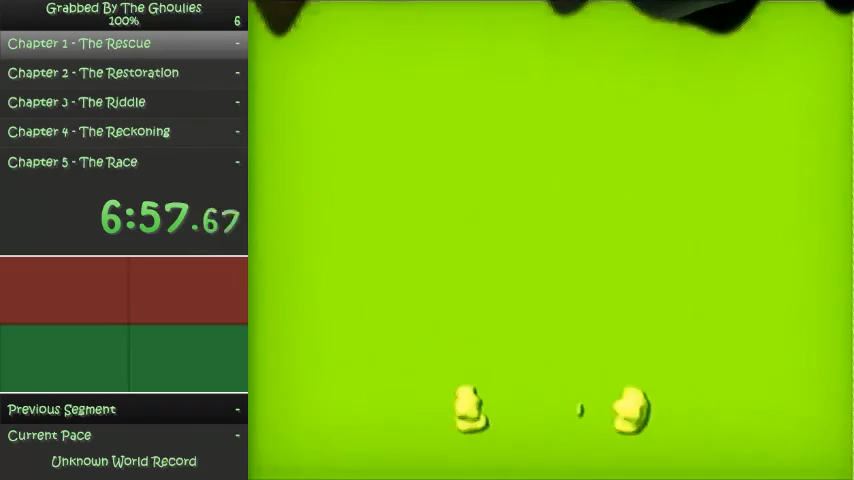 Grabbed By The Ghoulies
100% 6
Chapter 1 - The Rescue -
Chapter 2 - The Restoration -
Chapter 3 - The Riddle -
Chapter 4 - The Reckoning -
Chapter 5 - The Race -
6:57.67
Previous Segment -
Current Pace -
Unknown World Record